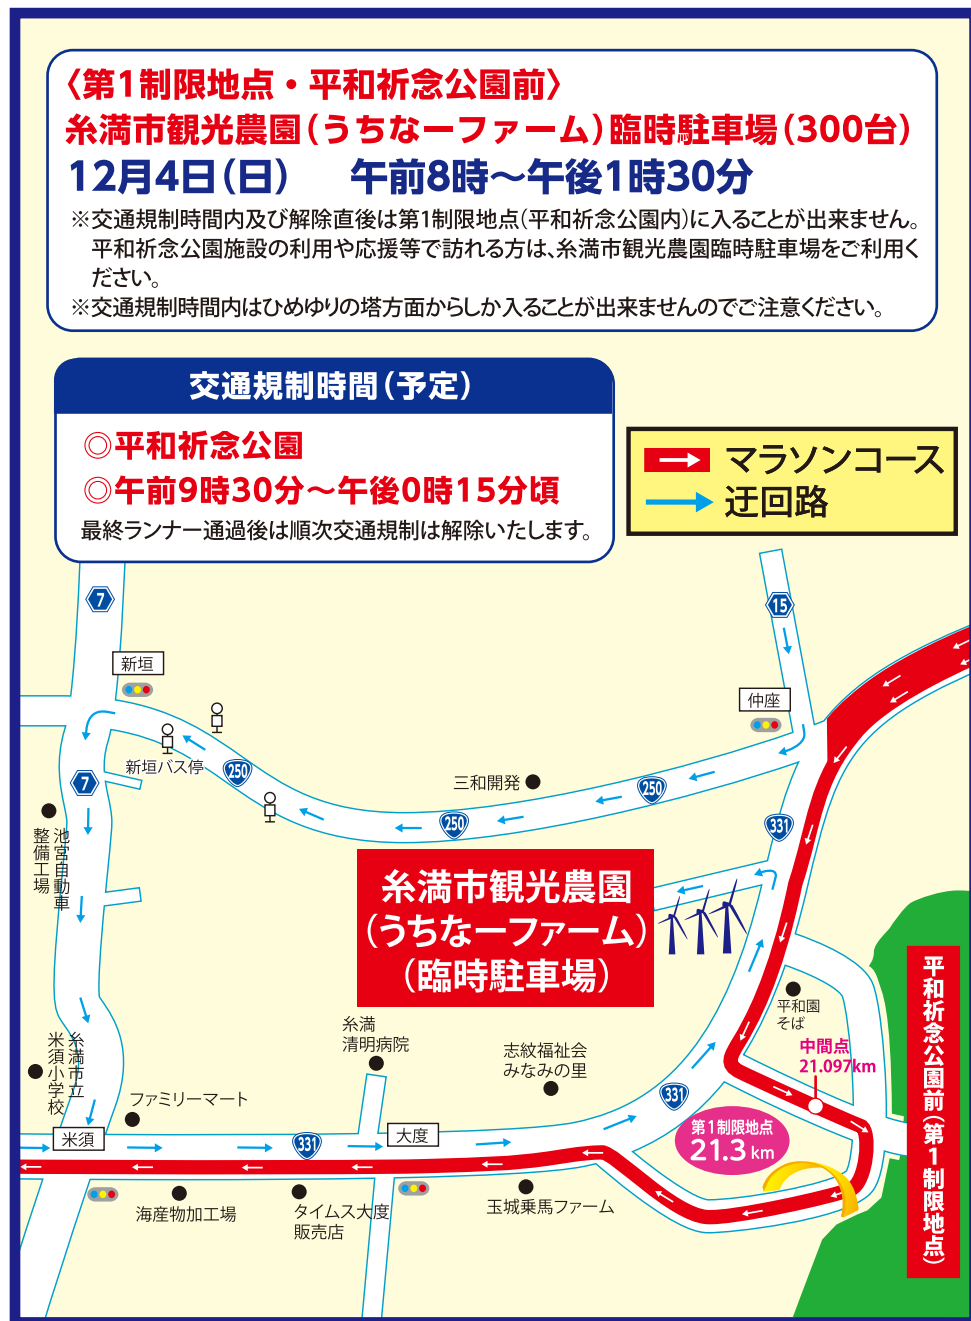 〈第1制限地点・平和祈念公園前〉
糸満市観光農園（うちなーファーム）臨時駐車場（300台）
12月4日（日）　午前8時～午後1時30分
※交通規制時間内及び解除直後は第1制限地点（平和祈念公園内）に入ることが出来ません。
平和祈念公園施設の利用や応援等で訪れる方は、糸満市観光農園臨時駐車場をご利用く
ださい。
※交通規制時間内はひめゆりの塔方面からしか入ることが出来ませんのでご注意ください。
交通規制時間（予定）
◎平和祈念公園
◎午前9時30分～午後0時15分頃
最終ランナー通過後は順次交通規制は解除いたします。
マラソンコース
迂回路
7
15
新垣
仲座
新垣バス停
250
三和開発
250
7
250
331
池宮自動車
整備工場
糸満市観光農園
（うちなーファーム）
（臨時駐車場）
平和祈念公園前（第1制限地点）
平和園
そば
糸満
清明病院
志紋福祉会
みなみの里
中間点
21.097km
糸満市立
米須小学校
ファミリーマート
331
第1制限地点
21.3km
米須
331
大度
海産物加工場
タイムス大度
販売店
玉城乗馬ファーム